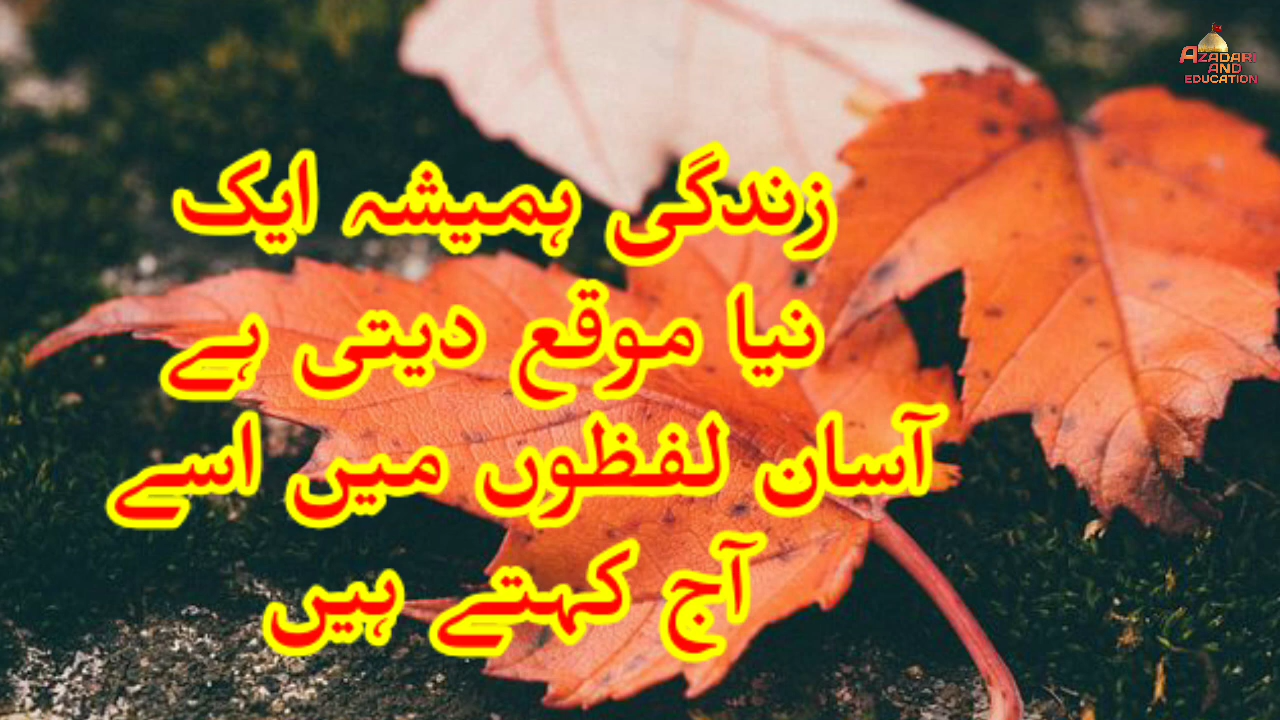 زندگی ہمیشہ ایک
نیا موقع دیتی ہے
آسان لفظوں میں اسے
آج کہتے ہیں
AZADARI
AND
EDUCATION